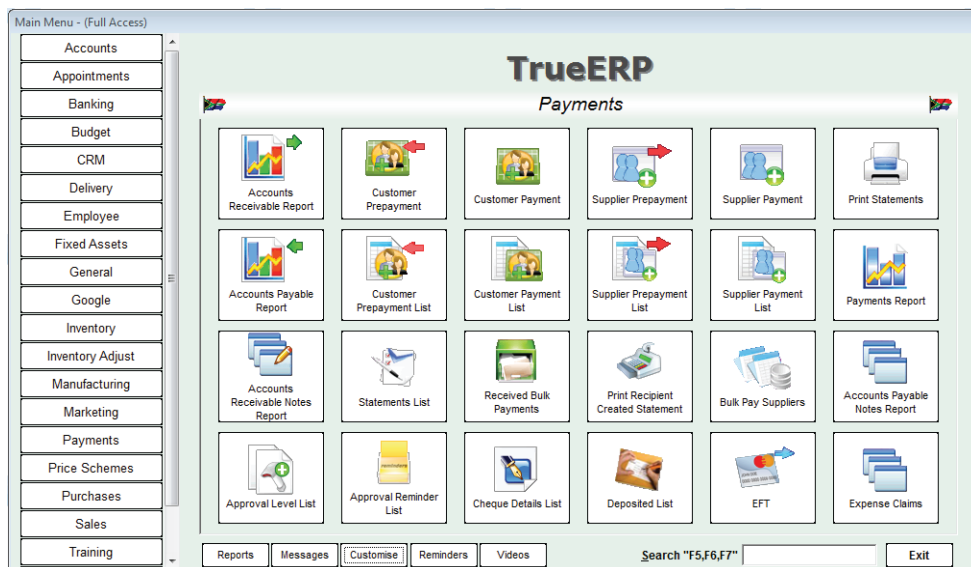 Main Menu - (Full Access)
Accounts
Appointments
Banking
Budget
CRM
Delivery
Employee
Fixed Assets
General
Google
Inventory
Inventory Adjust
Manufacturing
Marketing
Payments
Price Schemes
Purchases
Sales
Training
TrueERP
Payments
Accounts
Receivable Report
Customer
Prepayment
Customer Payment
Supplier Prepayment
Supplier Payment
Print Statements
Accounts Payable
Report
Customer
Prepayment List
Customer Payment
List
Supplier Prepayment
List
Supplier Payment
List
Payments Report
Accounts
Receivable Notes
Report
Statements List
Received Bulk
Payments
Print Recipient
Created Statement
Bulk Pay Suppliers
Accounts Payable
Notes Report
Approval Level List
reminders
Approval Reminder
List
Cheque Details List
Deposited List
EFT
Expense Claims
Reports
Messages
Customise
Reminders
Videos
Search "F5,F6,F7"
Exit